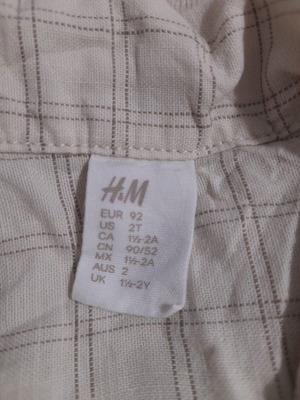 H&M
EUR 92
US 2T
CA 1½-2A
CN 90/52
MX 1½-2A
AUS 2
UK 1½-2Y